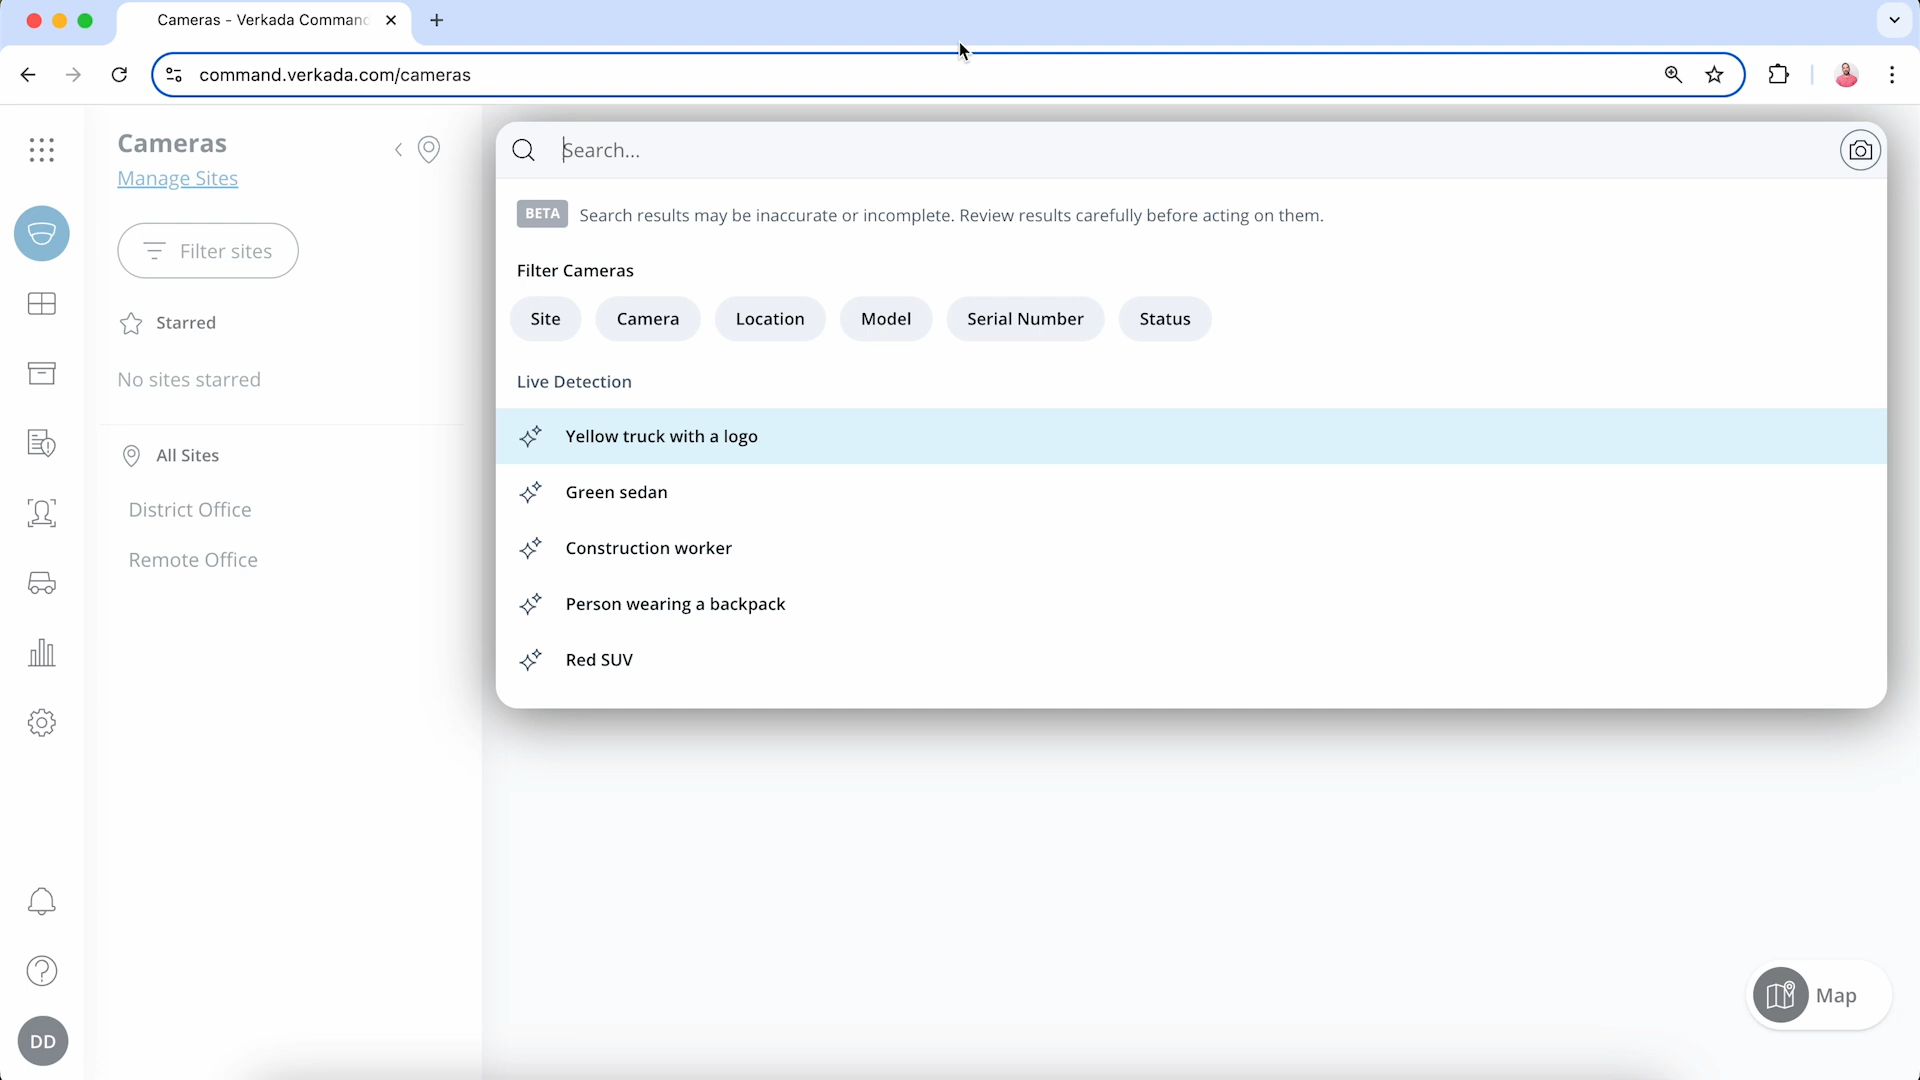 Cameras - Verkada Comman
command.verkada.com/cameras
Cameras
Manage Sites
Filter sites
Starred
No sites starred
All Sites
District Office
Remote Office
DD
Search...
BETA Search results may be inaccurate or incomplete. Review results carefully before acting on them.
Filter Cameras
Site Camera Location Model Serial Number Status
Live Detection
Yellow truck with a logo
Green sedan
Construction worker
Person wearing a backpack
Red SUV
Map